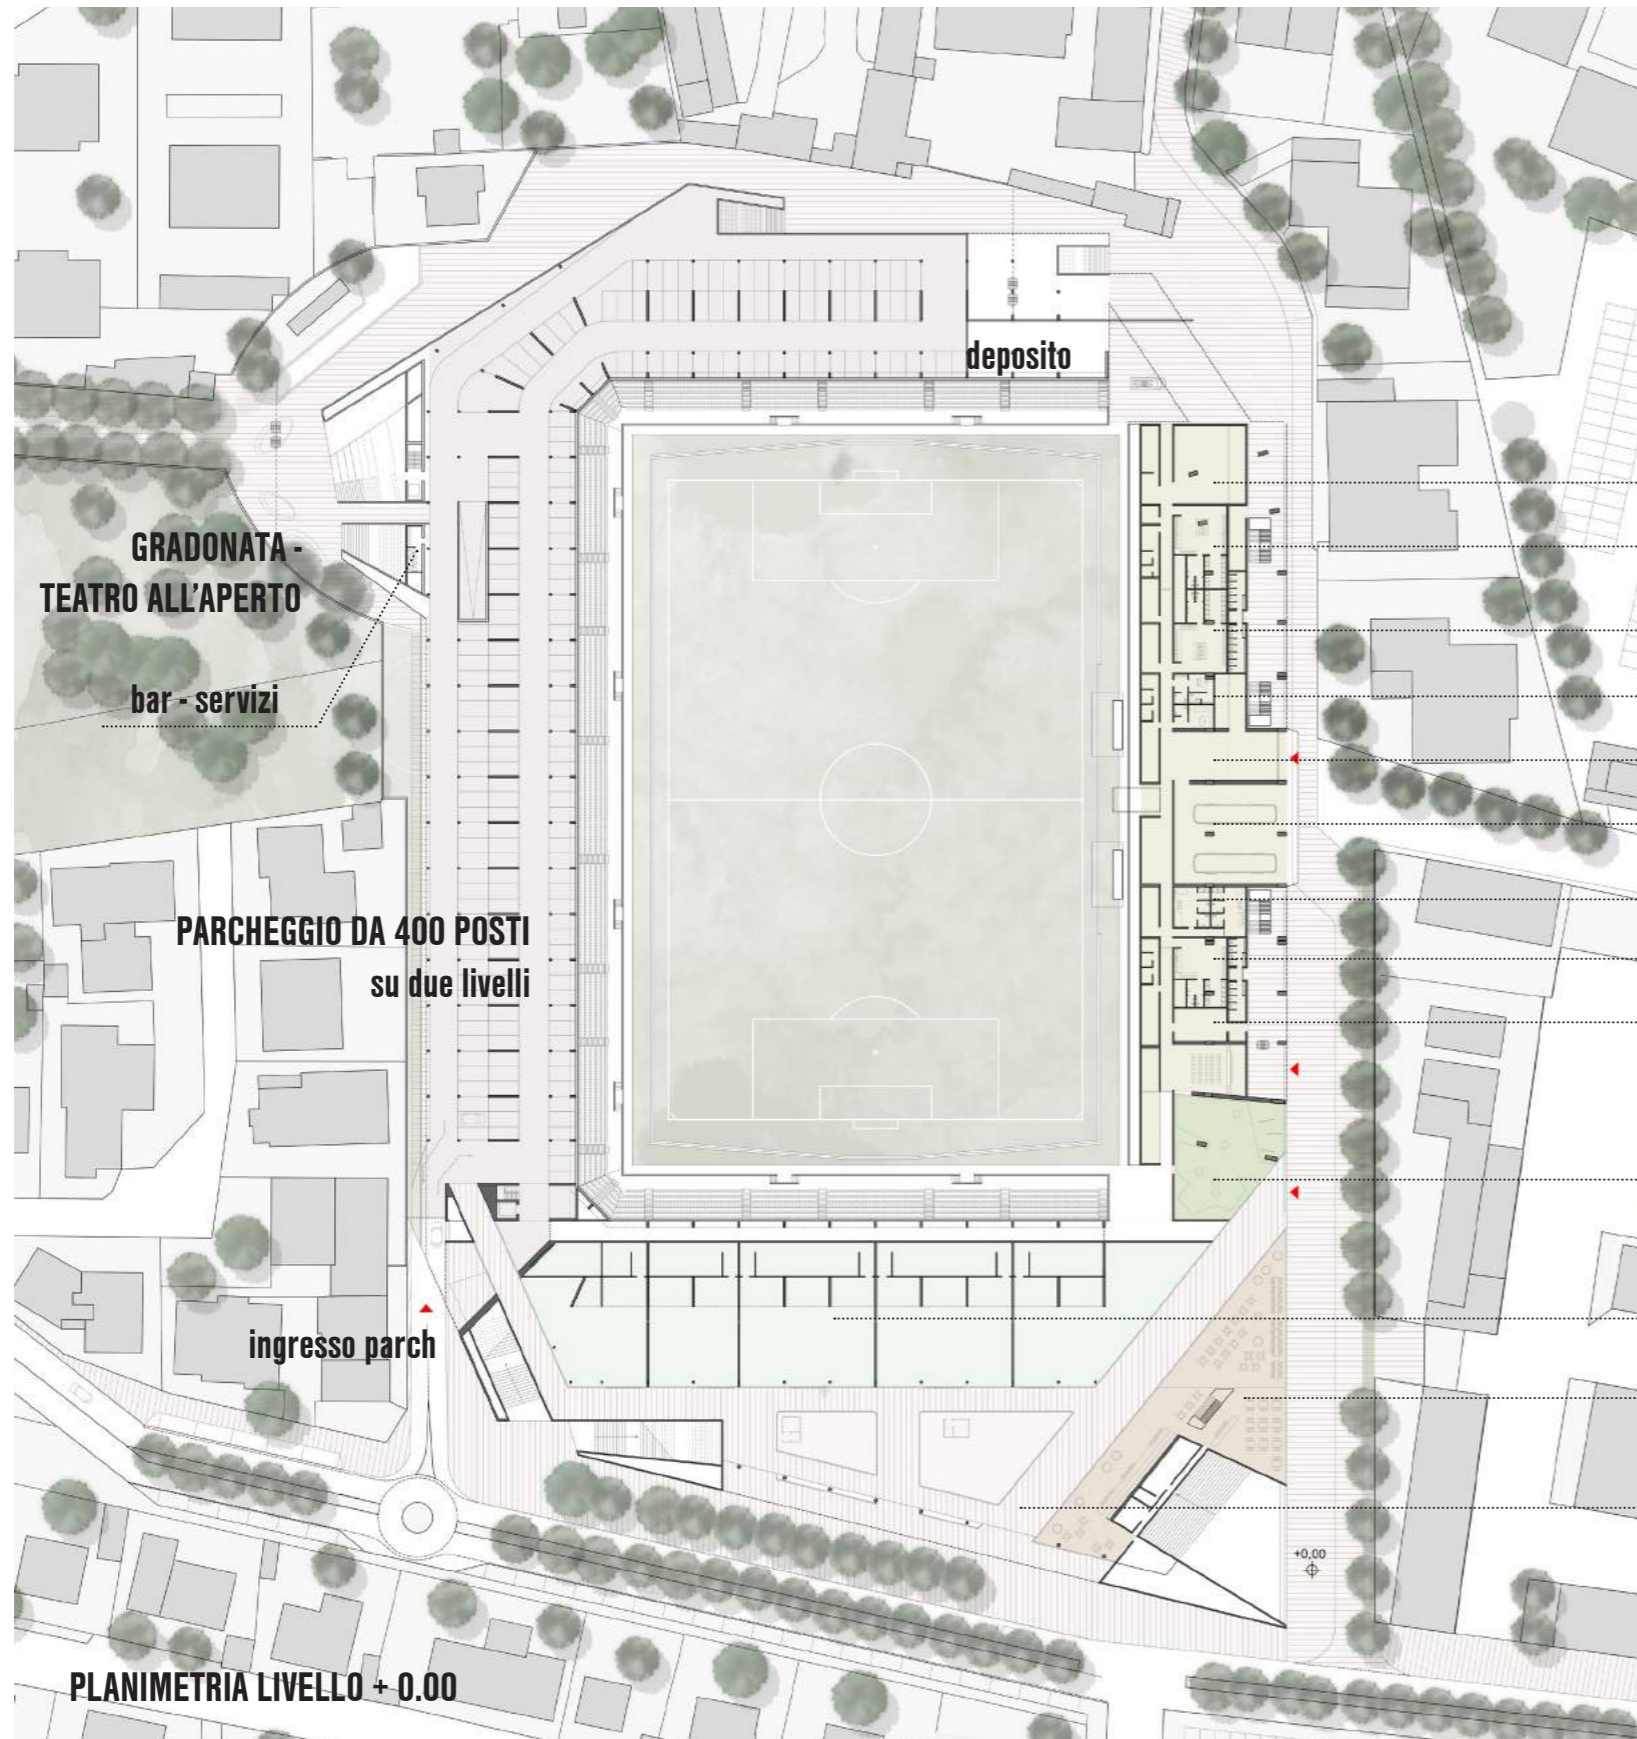 deposito
GRADONATA -
TEATRO ALL'APERTO
bar - servizi
PARCHEGGIO DA 400 POSTI
su due livelli
ingresso parch
+0,00
PLANIMETRIA LIVELLO + 0.00